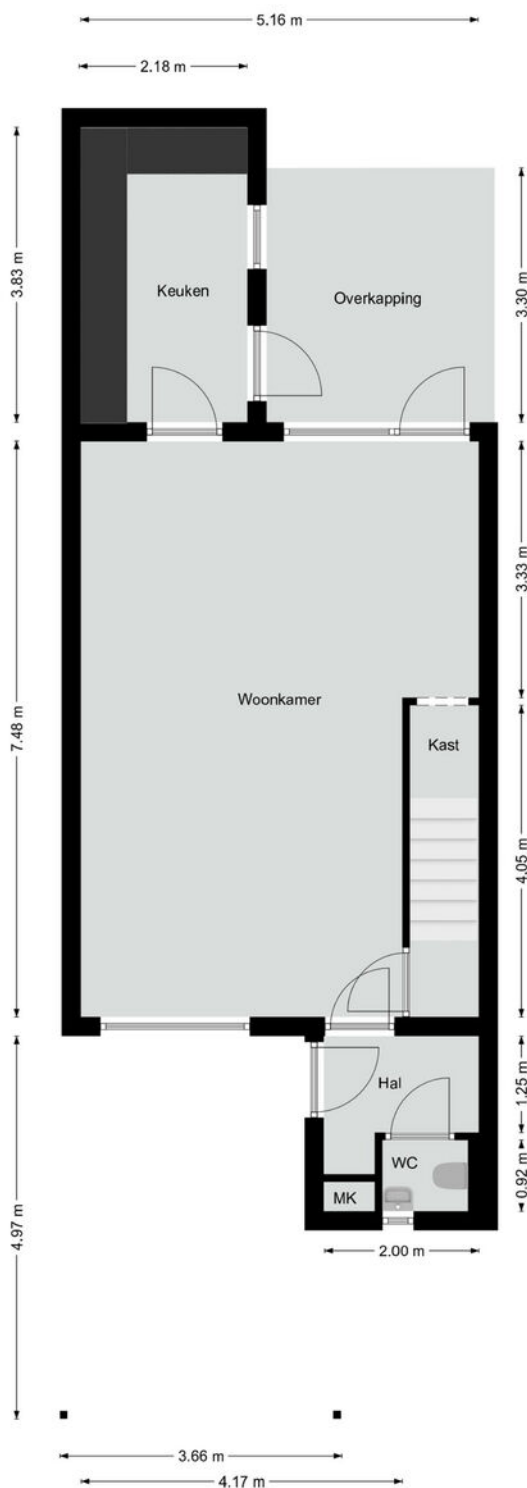 5.16 m
2.18 m
3.83 m
3.30 m
Keuken
Overkapping
7.48 m
3.33 m
Woonkamer
Kast
4.05 m
Hal
1.25 m
WC
0.92 m
MK
4.97 m
2.00 m
3.66 m
4.17 m